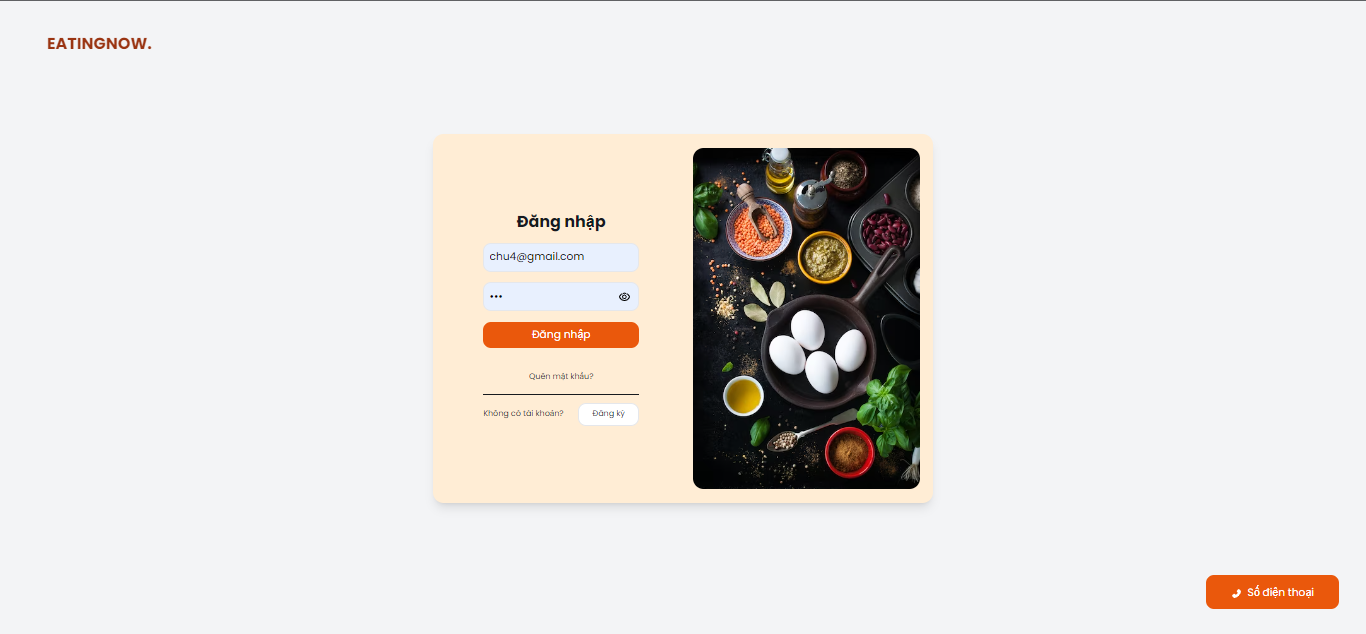 EATINGNOW.
Đăng nhập
chu4@gmail.com
•••
Đăng nhập
Quên mật khẩu?
Không có tài khoản?
Đăng ký
Số điện thoại